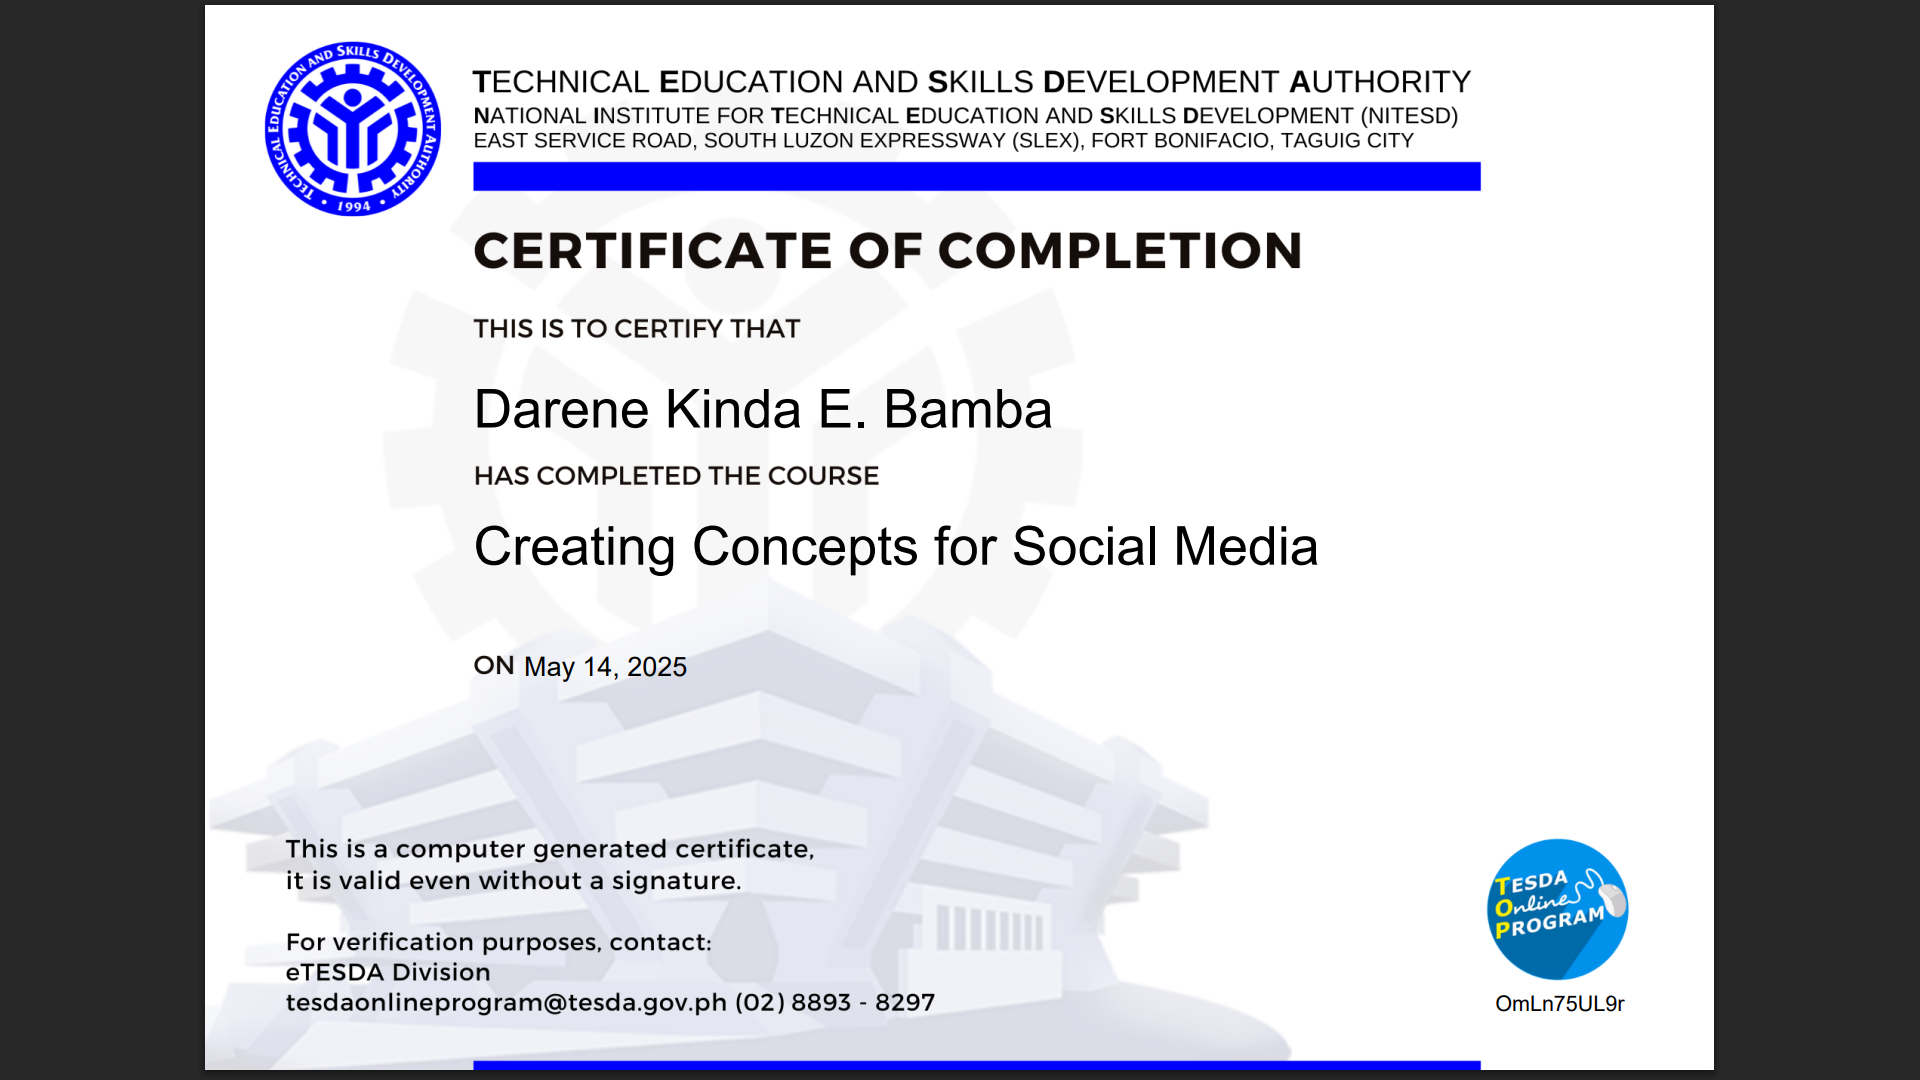 TECHNICAL EDUCATION AND SKILLS DEVELOPMENT AUTHORITY • 1994 •
TECHNICAL EDUCATION AND SKILLS DEVELOPMENT AUTHORITY
NATIONAL INSTITUTE FOR TECHNICAL EDUCATION AND SKILLS DEVELOPMENT (NITESD)
EAST SERVICE ROAD, SOUTH LUZON EXPRESSWAY (SLEX), FORT BONIFACIO, TAGUIG CITY
CERTIFICATE OF COMPLETION
THIS IS TO CERTIFY THAT
Darene Kinda E. Bamba
HAS COMPLETED THE COURSE
Creating Concepts for Social Media
ON May 14, 2025
This is a computer generated certificate,
it is valid even without a signature.
For verification purposes, contact:
eTESDA Division
tesdaonlineprogram@tesda.gov.ph (02) 8893 - 8297
TESDA
Online
PROGRAM
OmLn75UL9r